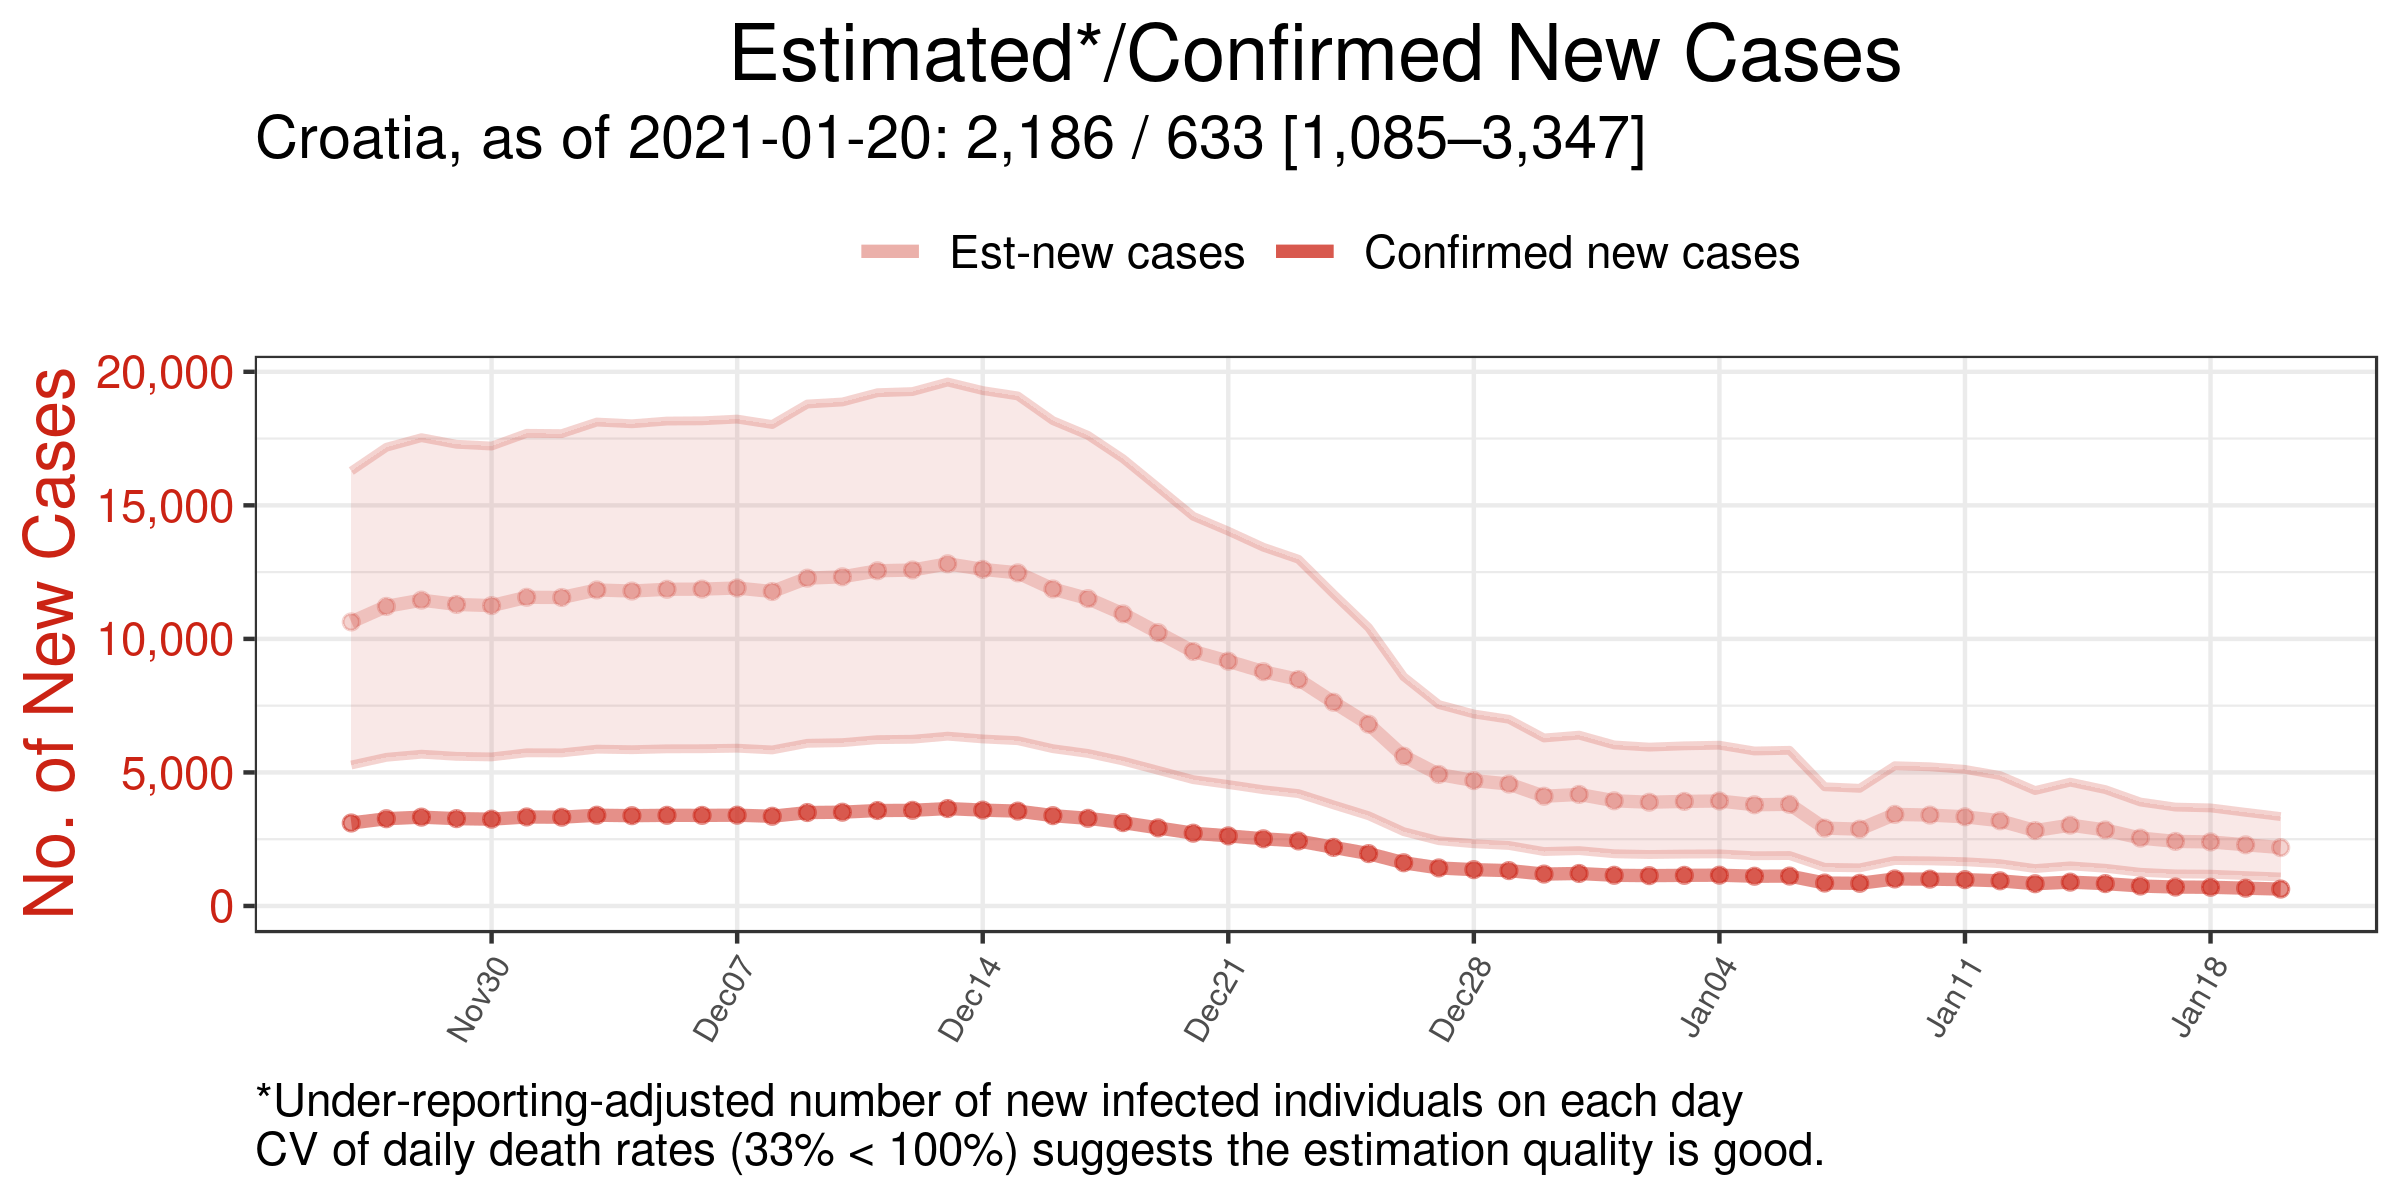 Estimated*/Confirmed New Cases
Croatia, as of 2021-01-20: 2,186 / 633 [1,085–3,347]
Est-new cases
Confirmed new cases
No. of New Cases
20,000
15,000
10,000
5,000
0
Nov30
Dec07
Dec14
Dec21
Dec28
Jan04
Jan11
Jan18
*Under-reporting-adjusted number of new infected individuals on each day
CV of daily death rates (33% < 100%) suggests the estimation quality is good.